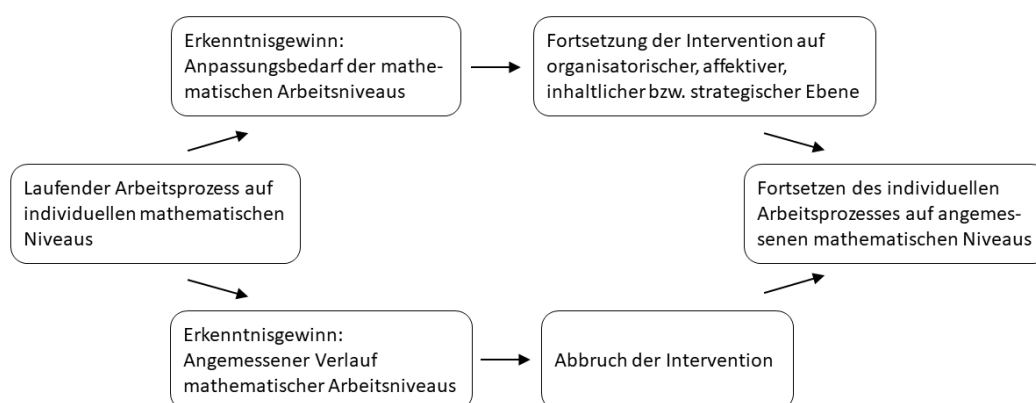 Erkenntnisgewinn:
Anpassungsbedarf der mathe-
matischen Arbeitsniveaus
Fortsetzung der Intervention auf
organisatorischer, affektiver,
inhaltlicher bzw. strategischer Ebene
Laufender Arbeitsprozess auf
individuellen mathematischen
Niveaus
Fortsetzen des individuellen
Arbeitsprozesses auf angemes-
senen mathematischen Niveaus
Erkenntnisgewinn:
Angemessener Verlauf
mathematischer Arbeitsniveaus
Abbruch der Intervention